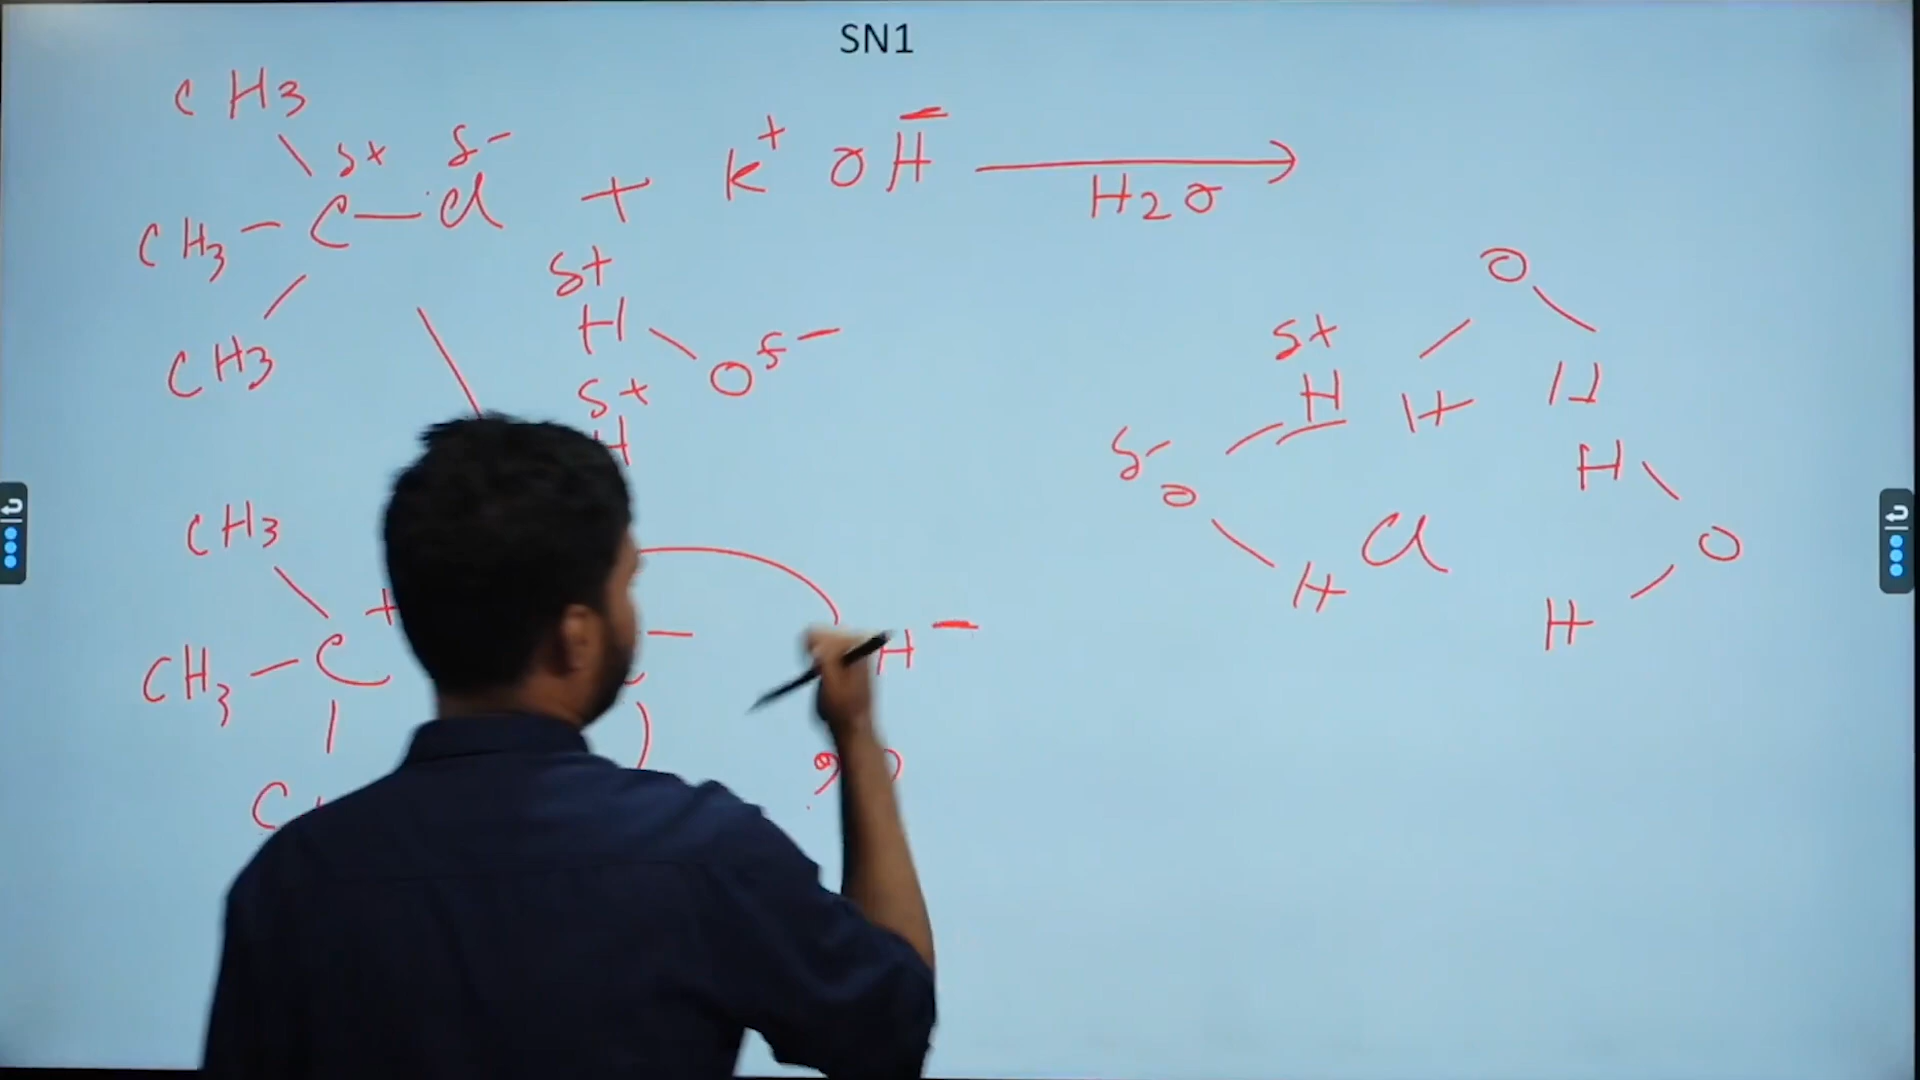 SN1
CH3
δ+ δ-
CH3 - C - Cl + K+ OH- ⟶
H2O
CH3
δ+
H
O δ-
δ+
H
O
δ+
H H H
δ-
O
H Cl
H
O
H
CH3
CH3 - C +
H -
C